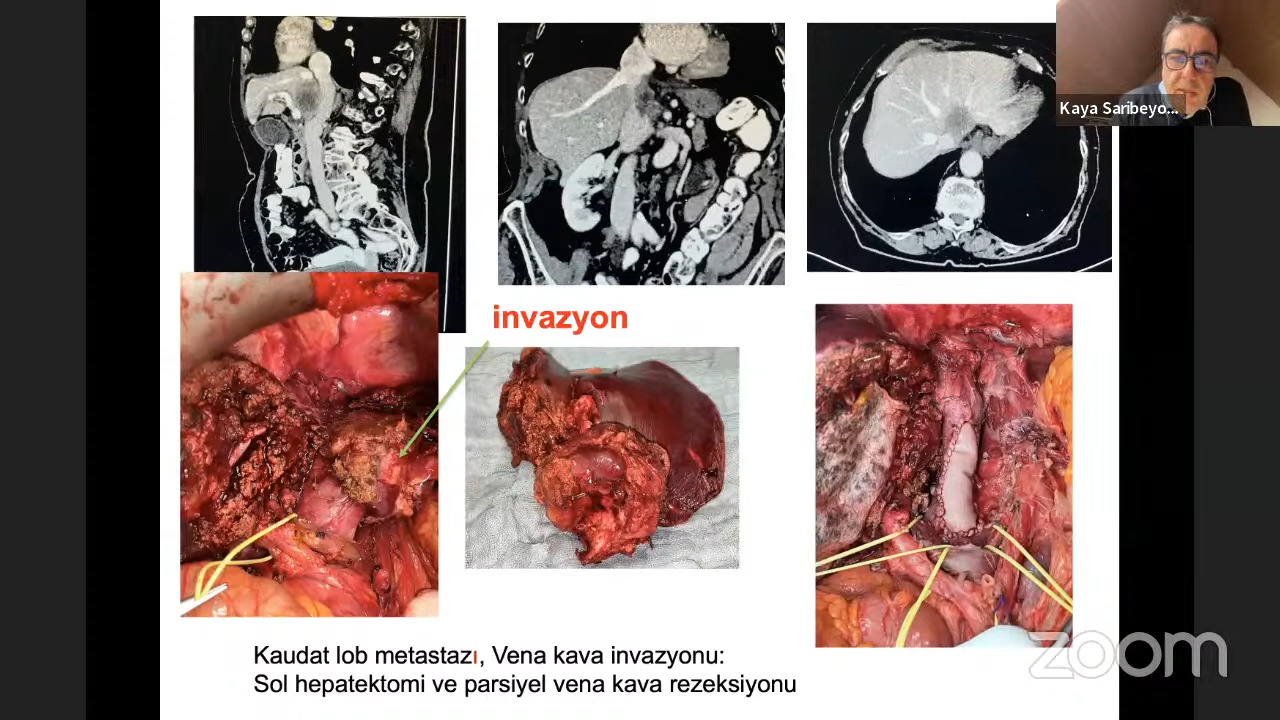 Kaya Saribeyo...
invazyon
Kaudat lob metastazı, Vena kava invazyonu:
Sol hepatektomi ve parsiyel vena kava rezeksiyonu
zoom